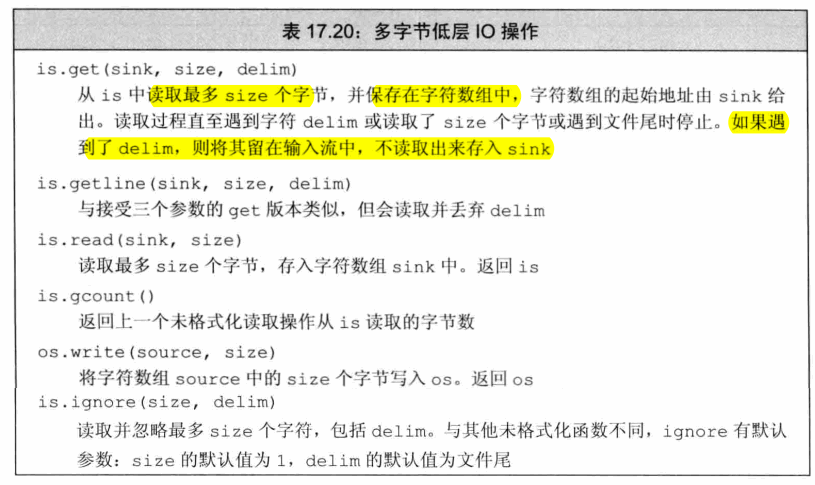 表 17.20：多字节低层 IO 操作
is.get(sink, size, delim)
从 is 中读取最多 size 个字节，并保存在字符数组中，字符数组的起始地址由 sink 给
出。读取过程直至遇到字符 delim 或读取了 size 个字节或遇到文件尾时停止。如果遇
到了 delim，则将其留在输入流中，不读取出来存入 sink
is.getline(sink, size, delim)
与接受三个参数的 get 版本类似，但会读取并丢弃 delim
is.read(sink, size)
读取最多 size 个字节，存入字符数组 sink 中。返回 is
is.gcount()
返回上一个未格式化读取操作从 is 读取的字节数
os.write(source, size)
将字符数组 source 中的 size 个字节写入 os。返回 os
is.ignore(size, delim)
读取并忽略最多 size 个字符，包括 delim。与其他未格式化函数不同，ignore 有默认
参数：size 的默认值为 1，delim 的默认值为文件尾